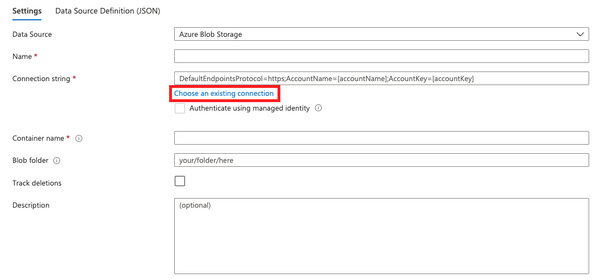 Settings Data Source Definition (JSON)
Data Source Azure Blob Storage
Name *
Connection string * DefaultEndpointsProtocol=https;AccountName=[accountName];AccountKey=[accountKey]
Choose an existing connection
Authenticate using managed identity
Container name *
Blob folder your/folder/here
Track deletions
Description (optional)